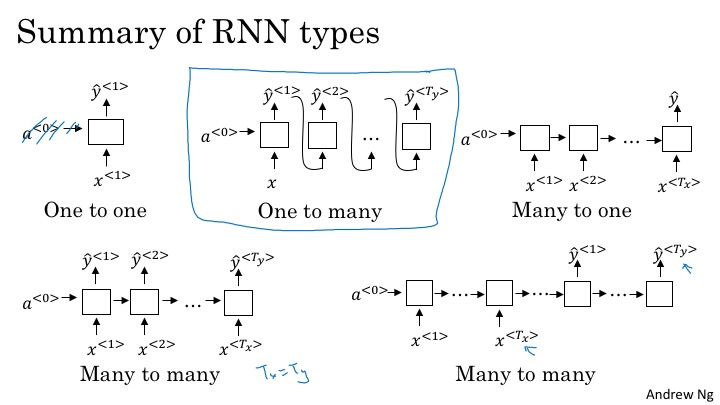 Summary of RNN types
ŷ<1>
a<0>
x<1>
One to one
ŷ<1> ŷ<2> ŷ<Ty>
a<0> ...
x
One to many
ŷ
a<0> ...
x<1> x<2> x<Tx>
Many to one
ŷ<1> ŷ<2> ŷ<Ty>
a<0> ...
x<1> x<2> x<Tx>
Many to many
Tx=Ty
ŷ<1> ŷ<Ty>
a<0> ... ... ...
x<1> x<Tx>
Many to many
Andrew Ng